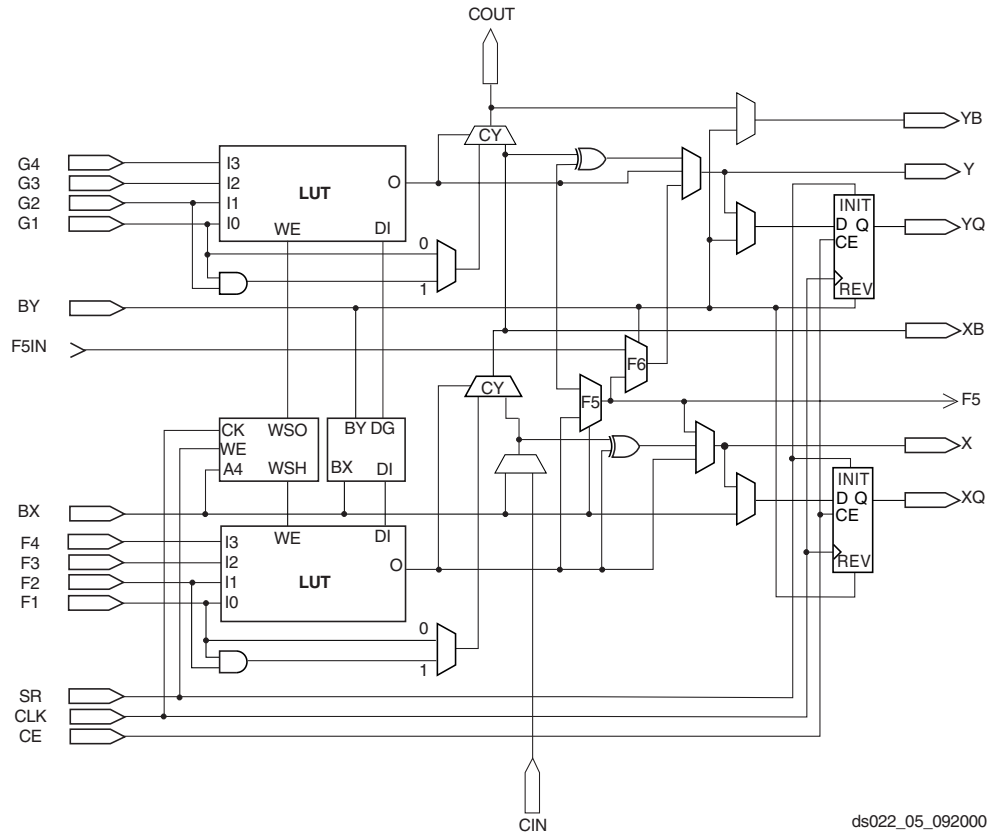 COUT
YB
G4
I3
LUT
CY
Y
G3
I2
O
G2
I1
INIT
G1
I0
D Q
YQ
WE
DI
CE
0
1
REV
BY
XB
F5IN
F6
CY
F5
F5
CK
WSO
BY DG
WE
X
A4
WSH
BX
DI
INIT
BX
D Q
XQ
CE
F4
I3
WE
DI
F3
I2
O
REV
F2
I1
LUT
F1
I0
0
1
SR
CLK
CE
CIN
ds022_05_092000